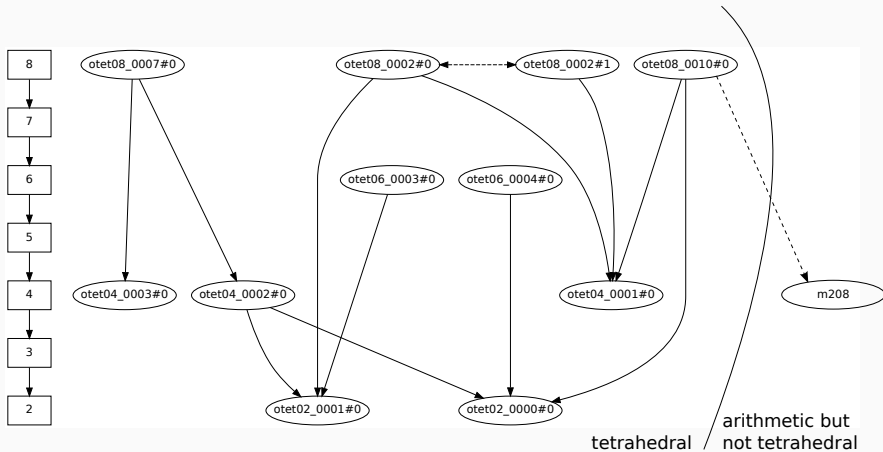 8 otet08_0007#0 otet08_0002#0 otet08_0002#1 otet08_0010#0
7
6 otet06_0003#0 otet06_0004#0
5
4 otet04_0003#0 otet04_0002#0 otet04_0001#0 m208
3
2 otet02_0001#0 otet02_0000#0
arithmetic but
tetrahedral not tetrahedral